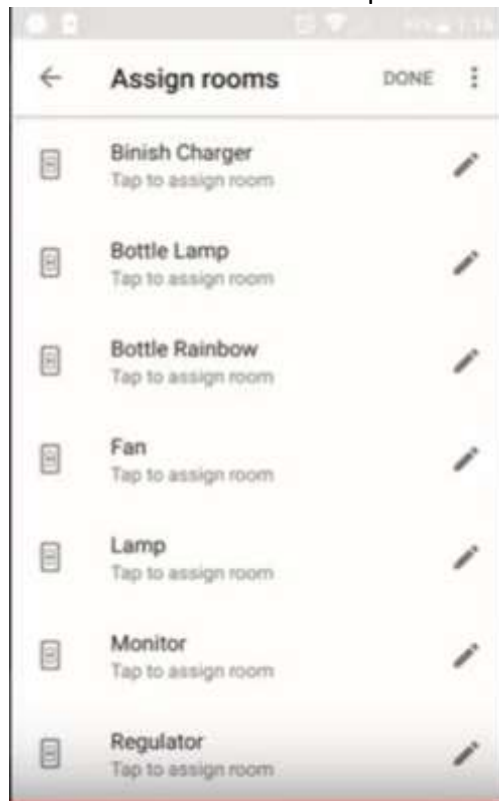 Assign rooms DONE
Binish Charger
Tap to assign room
Bottle Lamp
Tap to assign room
Bottle Rainbow
Tap to assign room
Fan
Tap to assign room
Lamp
Tap to assign room
Monitor
Tap to assign room
Regulator
Tap to assign room